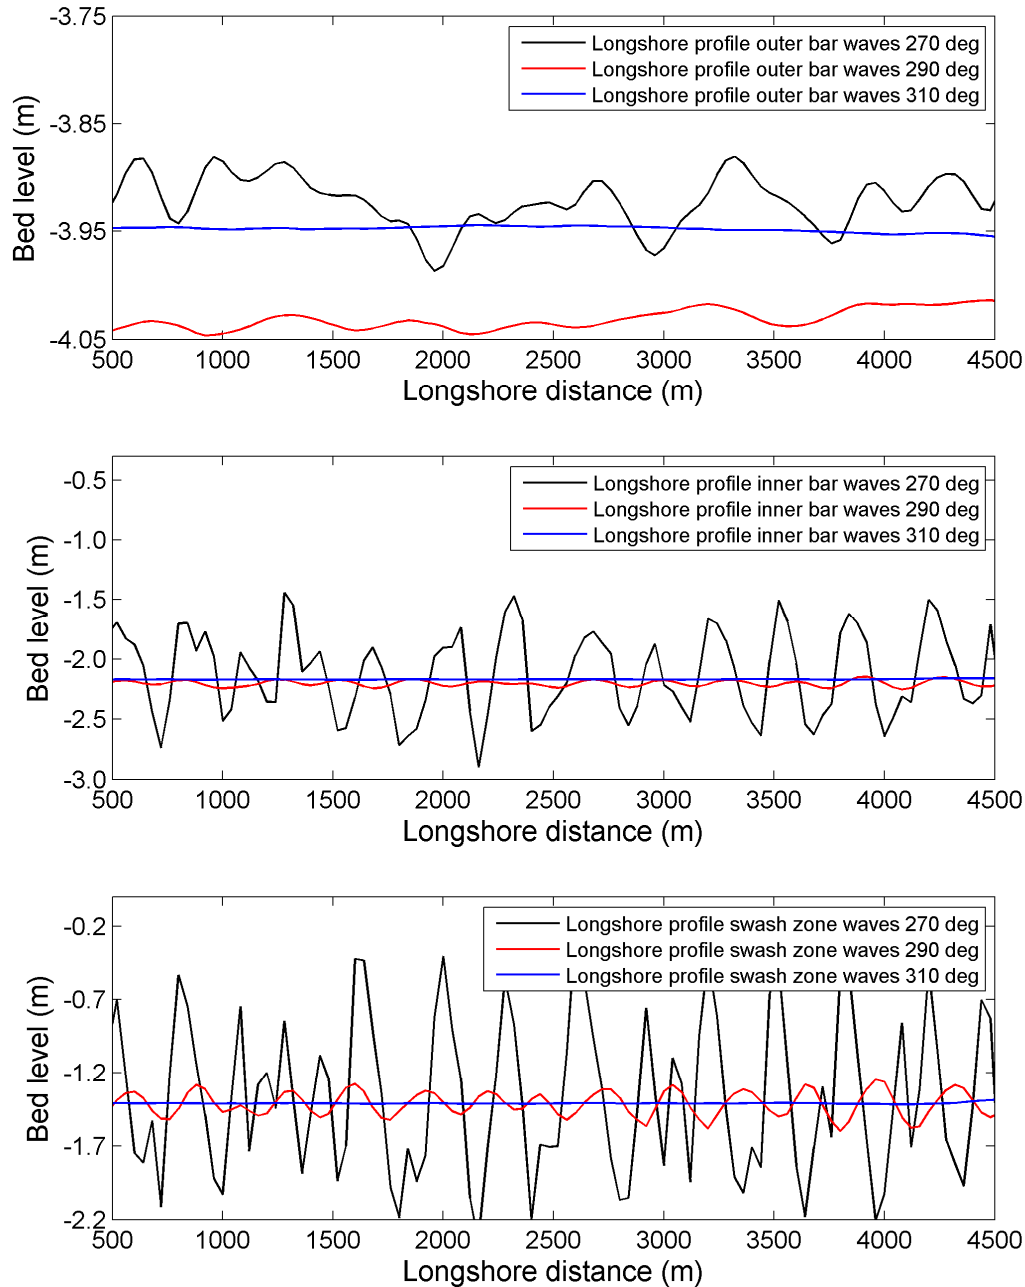 -3.75
-3.85
-3.95
-4.05
Bed level (m)
Longshore profile outer bar waves 270 deg
Longshore profile outer bar waves 290 deg
Longshore profile outer bar waves 310 deg
500 1000 1500 2000 2500 3000 3500 4000 4500
Longshore distance (m)
-0.5
-1.0
-1.5
-2.0
-2.5
-3.0
Bed level (m)
Longshore profile inner bar waves 270 deg
Longshore profile inner bar waves 290 deg
Longshore profile inner bar waves 310 deg
500 1000 1500 2000 2500 3000 3500 4000 4500
Longshore distance (m)
-0.2
-0.7
-1.2
-1.7
-2.2
Bed level (m)
Longshore profile swash zone waves 270 deg
Longshore profile swash zone waves 290 deg
Longshore profile swash zone waves 310 deg
500 1000 1500 2000 2500 3000 3500 4000 4500
Longshore distance (m)